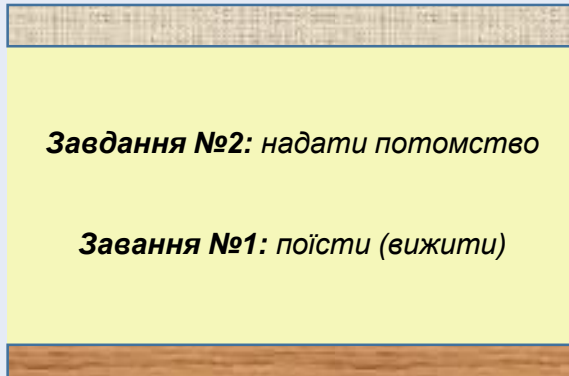 Завдання №2: надати потомство
Завання №1: поїсти (вижити)